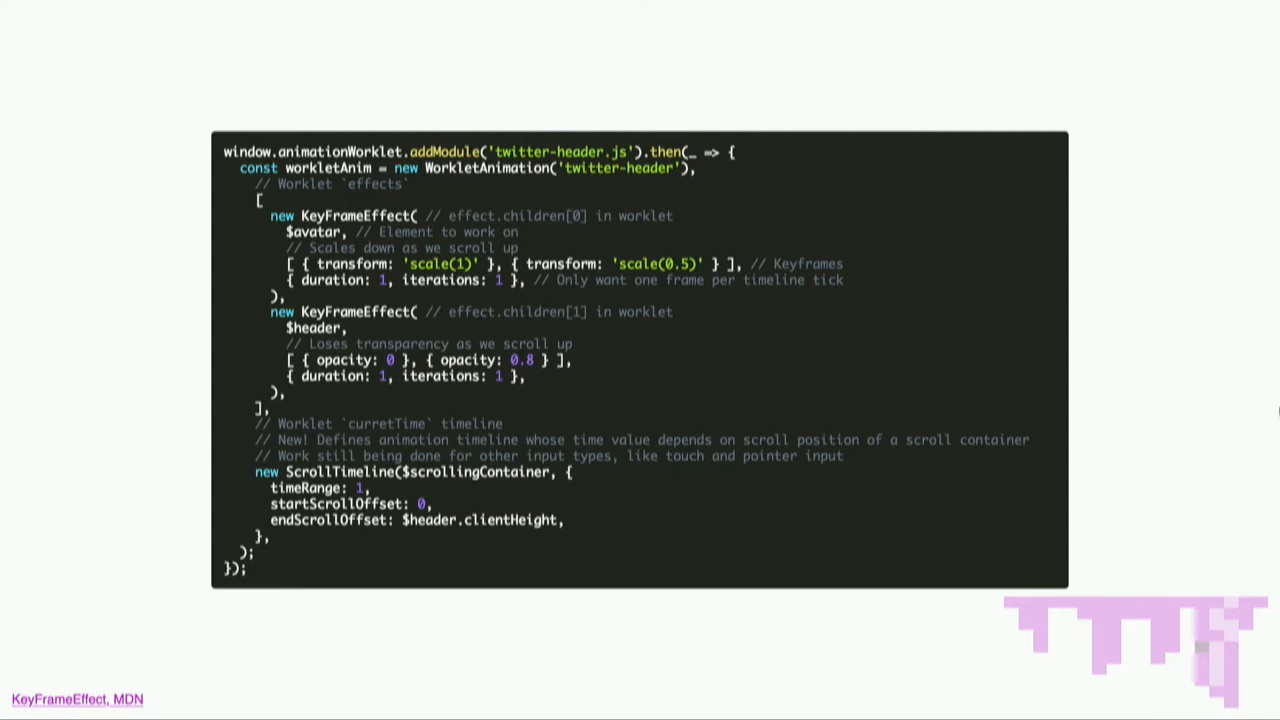 window.animationWorklet.addModule('twitter-header.js').then(_ => {
const workletAnim = new WorkletAnimation('twitter-header'),
// Worklet `effects`
[
new KeyFrameEffect( // effect.children[0] in worklet
$avatar, // Element to work on
// Scales down as we scroll up
[ { transform: 'scale(1)' }, { transform: 'scale(0.5)' } ], // Keyframes
{ duration: 1, iterations: 1 }, // Only want one frame per timeline tick
),
new KeyFrameEffect( // effect.children[1] in worklet
$header,
// Loses transparency as we scroll up
[ { opacity: 0 }, { opacity: 0.8 } ],
{ duration: 1, iterations: 1 },
),
],
// Worklet `curretTime` timeline
// New! Defines animation timeline whose time value depends on scroll position of a scroll container
// Work still being done for other input types, like touch and pointer input
new ScrollTimeline($scrollingContainer, {
timeRange: 1,
startScrollOffset: 0,
endScrollOffset: $header.clientHeight,
},
);
});
KeyFrameEffect, MDN